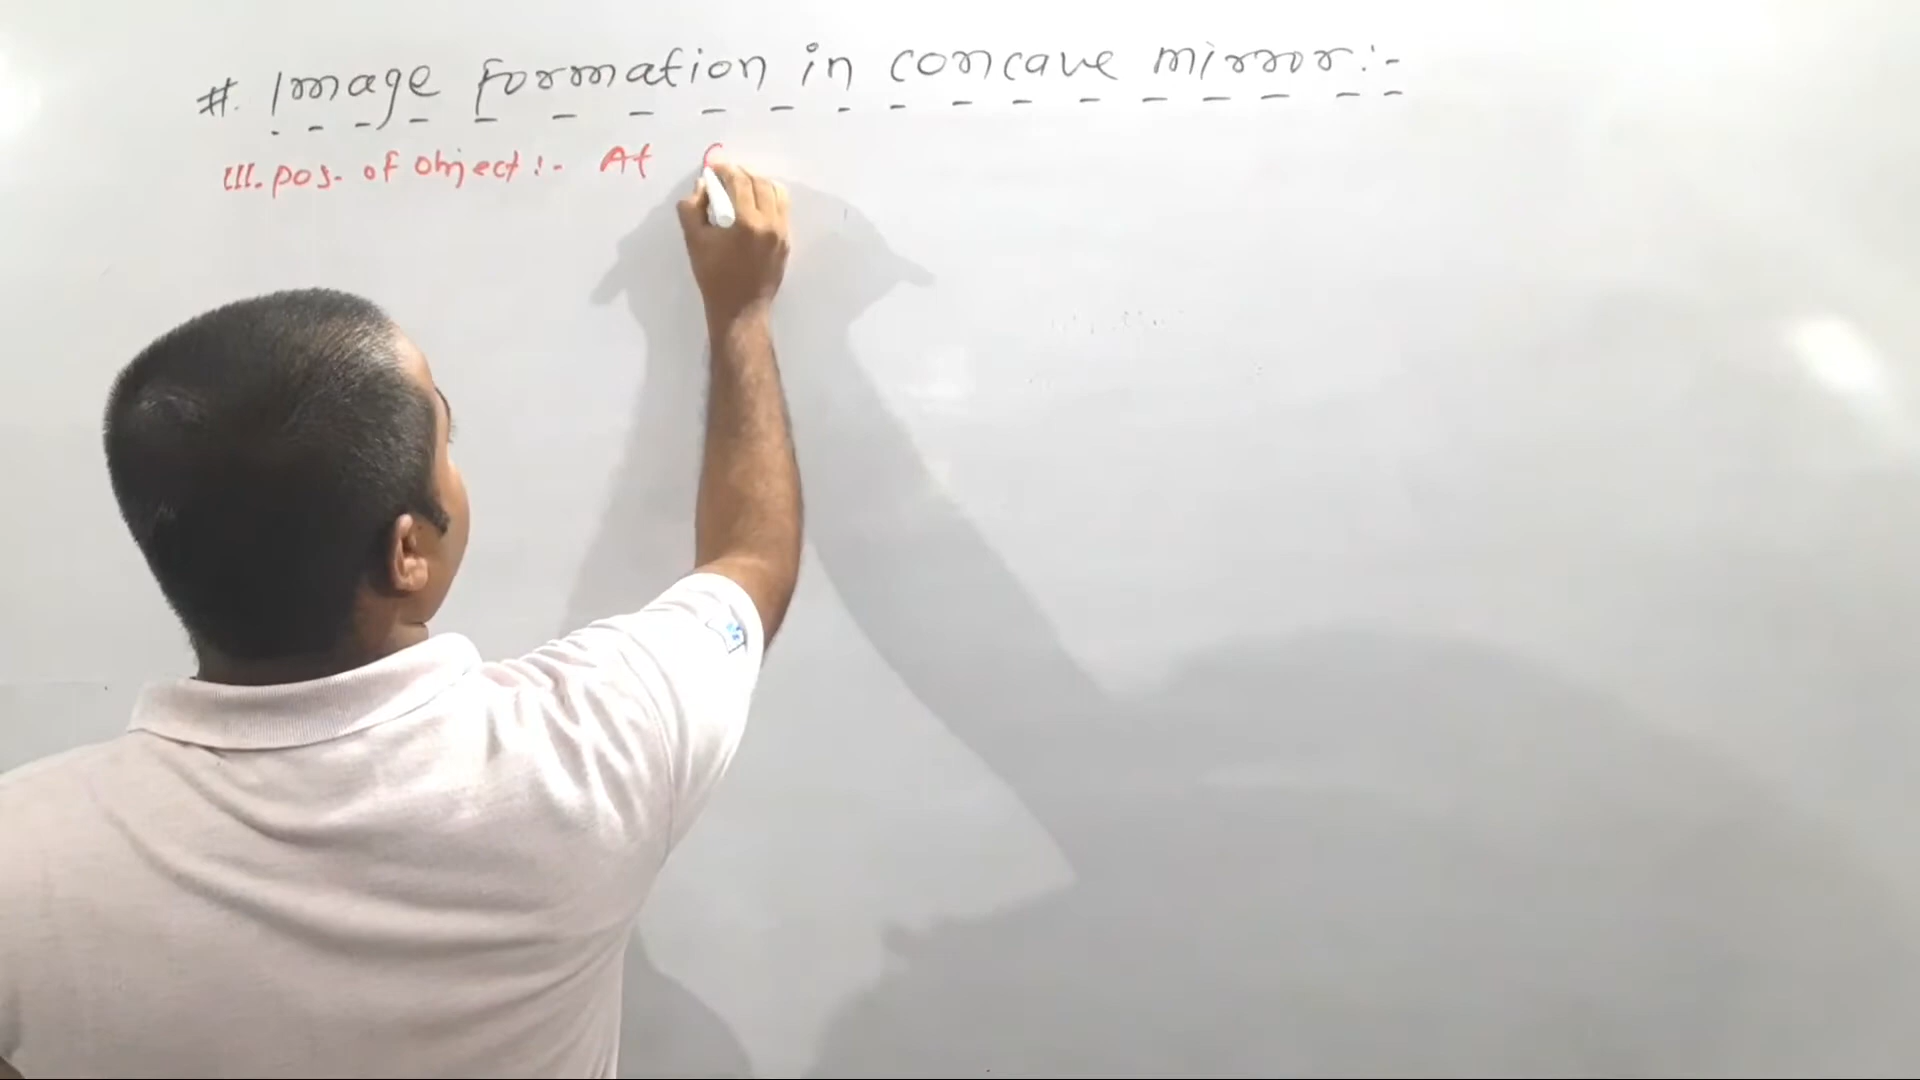 #. Image formation in concave mirror:-
III. pos. of object:- At C